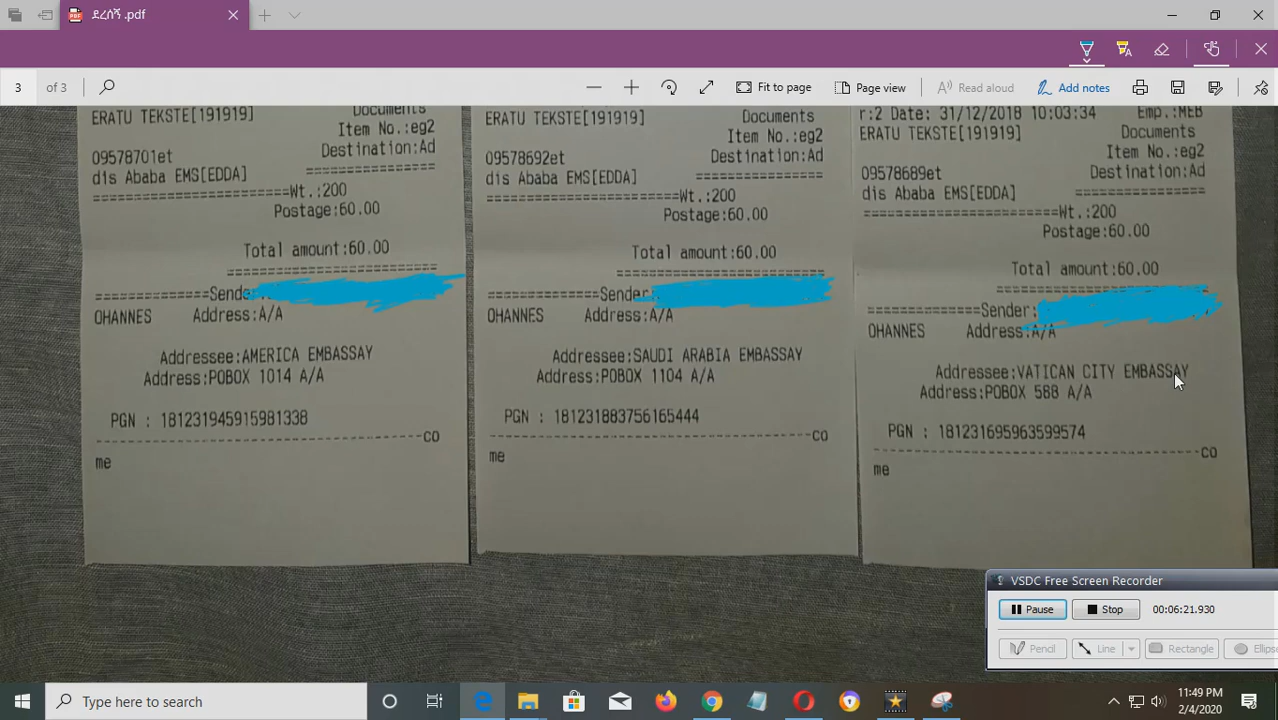 ደረሰኝ .pdf
3 of 3
Fit to page
Page view
Read aloud
Add notes
ERATU TEKSTE[191919]
Documents
Item No.:eg2
Destination:Ad
09578701et
dis Ababa EMS[EDDA]
====================
====================Wt.:200
Postage:60.00
Total amount:60.00
================================
==============Sende
OHANNES Address:A/A
Addressee:AMERICA EMBASSAY
Address:POBOX 1014 A/A
PGN : 181231945915981338
co
me
ERATU TEKSTE[191919]
Documents
Item No.:eg2
Destination:Ad
09578692et
dis Ababa EMS[EDDA]
====================Wt.:200
Postage:60.00
Total amount:60.00
==============Sender:
OHANNES Address:A/A
Addressee:SAUDI ARABIA EMBASSAY
Address:POBOX 1104 A/A
PGN : 181231883756165444
co
me
r:2 Date: 31/12/2018 10:03:34 Emp.:MEB
ERATU TEKSTE[191919]
Documents
Item No.:eg2
Destination:Ad
09578689et
dis Ababa EMS[EDDA]
====================Wt.:200
Postage:60.00
Total amount:60.00
==============Sender:
OHANNES Address:A/A
Addressee:VATICAN CITY EMBASSAY
Address:POBOX 588 A/A
PGN : 181231695963599574
co
me
VSDC Free Screen Recorder
Pause
Stop
00:06:21.930
Pencil
Line
Rectangle
Ellips
Type here to search
11:49 PM
2/4/2020